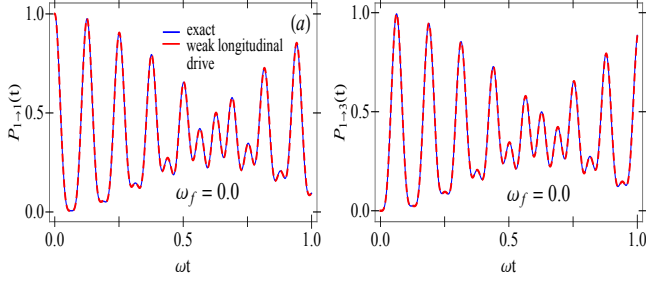 1.0
0.5
0.0
P1→1(t)
(a)
exact
weak longitudinal
drive
ωf = 0.0
0.0 0.5 1.0
ωt
1.0
0.5
0.0
P1→3(t)
ωf = 0.0
0.0 0.5 1.0
ωt